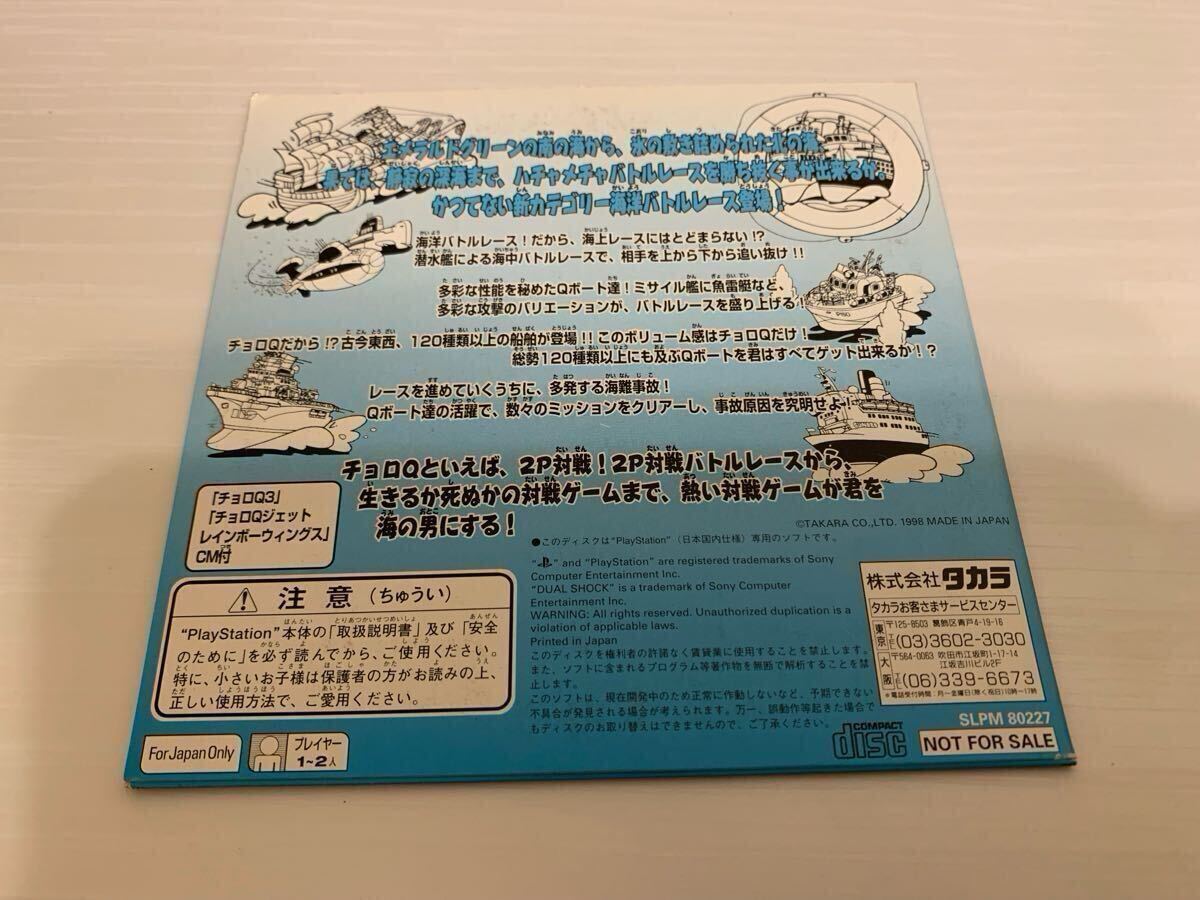 エメラルドグリーンの南の海から、氷の敷き詰められた北の海、
果ては、静寂の深海まで、ハチャメチャバトルレースを勝ち抜く事が出来るか。
かつてない新カテゴリー海洋バトルレース登場!
海洋バトルレース!だから、海上レースにはとどまらない!?
潜水艦による海中バトルレースで、相手を上から下から追い抜け!!
多彩な性能を秘めたQボート達!ミサイル艦に魚雷艇など、
多彩な攻撃のバリエーションが、バトルレースを盛り上げる!
チョロQだから!?古今東西、120種類以上の船舶が登場!!このボリューム感はチョロQだけ!
総勢120種類以上にも及ぶQボートを君はすべてゲット出来るか!?
レースを進めていくうちに、多発する海難事故!
Qボート達の活躍で、数々のミッションをクリアーし、事故原因を究明せよ!
チョロQといえば、2P対戦!2P対戦バトルレースから、
生きるか死ぬかの対戦ゲームまで、熱い対戦ゲームが君を
海の男にする!
「チョロQ3」
「チョロQジェット
レインボーウィングス」
CM付
©TAKARA CO.,LTD. 1998 MADE IN JAPAN
●このディスクは"PlayStation"(日本国内仕様)専用のソフトです。
" " and "PlayStation" are registered trademarks of Sony
Computer Entertainment Inc.
"DUAL SHOCK" is a trademark of Sony Computer
Entertainment Inc.
WARNING: All rights reserved. Unauthorized duplication is a
violation of applicable laws.
Printed in Japan
このディスクを権利者の許諾なく賃貸業に使用することを禁止します。
また、ソフトに含まれるプログラム等著作物を無断で解析することを禁
止します。
このソフトは、現在開発中のため正常に作動しないなど、予期できない
不具合が発見される場合が考えられます。万一、誤動作等起きた場合で
もディスクのお取り替えはできませんので、ご了承ください。
注意(ちゅうい)
"PlayStation"本体の「取扱説明書」及び「安全
のために」を必ず読んでから、ご使用ください。
特に、小さいお子様は保護者の方がお読みの上、
正しい使用方法で、ご愛用ください。
For Japan Only
プレイヤー
1~2人
株式会社タカラ
タカラお客さまサービスセンター
東京
〒125-8503 葛飾区青戸4-19-16
TEL(03)3602-3030
大阪
〒564-0063 吹田市江坂町1-17-14
江坂吉川ビル2F
TEL(06)339-6673
*電話受付時間:月~金曜日(除く祝日)10時~17時
COMPACT
disc
SLPM 80227
NOT FOR SALE